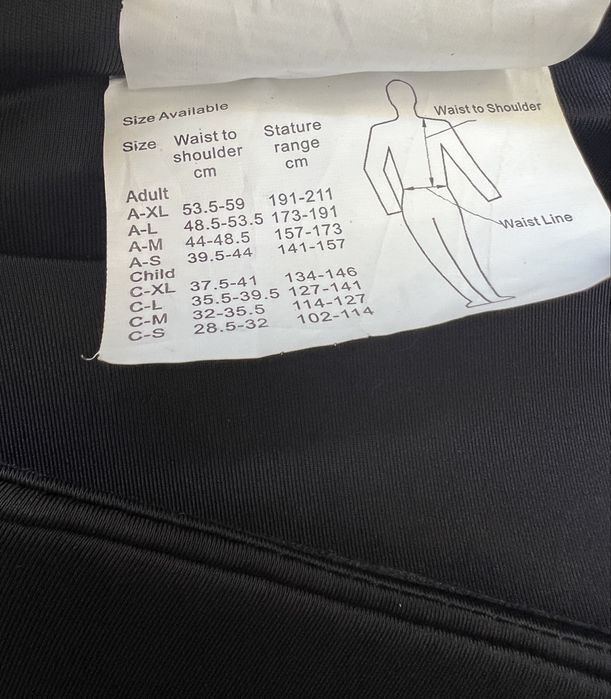 Size Available
Size Waist to shoulder cm Stature range cm
Adult
A-XL 53.5-59 191-211
A-L 48.5-53.5 173-191
A-M 44-48.5 157-173
A-S 39.5-44 141-157
Child
C-XL 37.5-41 134-146
C-L 35.5-39.5 127-141
C-M 32-35.5 114-127
C-S 28.5-32 102-114
Waist to Shoulder
Waist Line